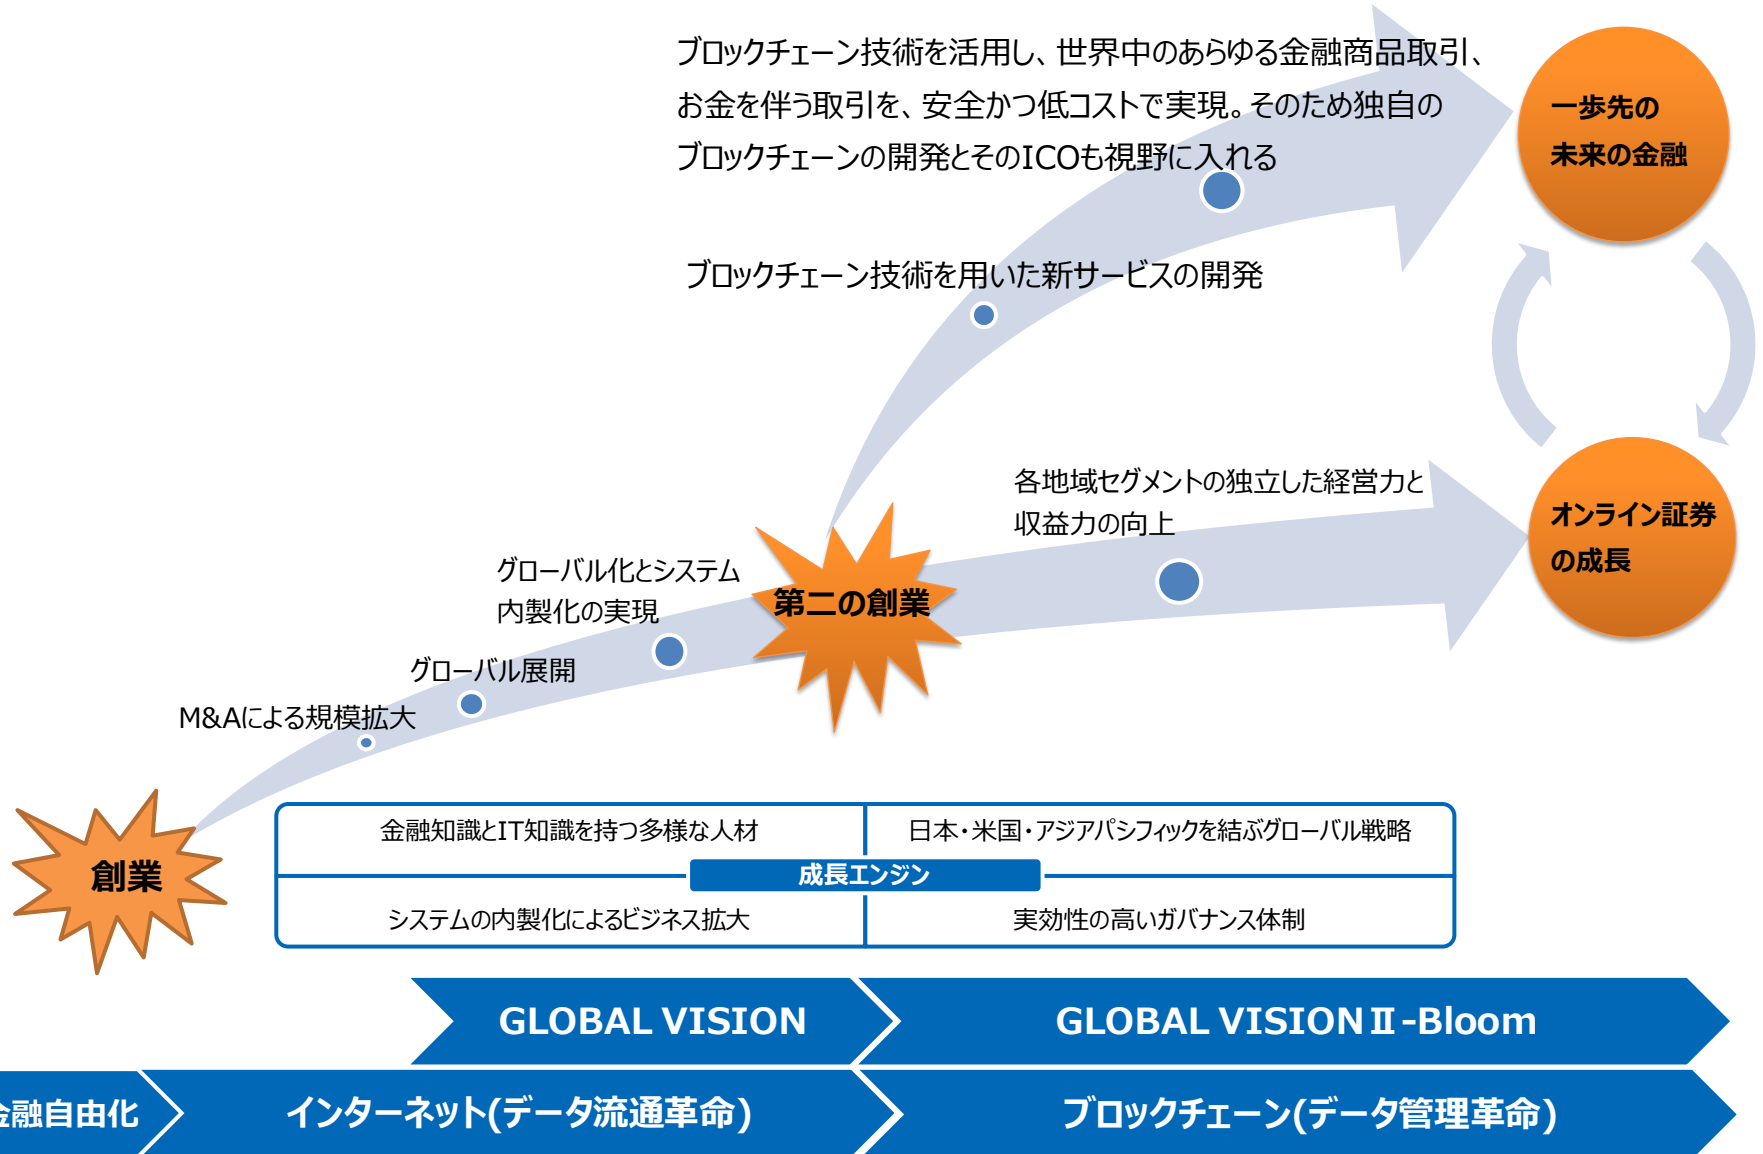 ブロックチェーン技術を活用し、世界中のあらゆる金融商品取引、
お金を伴う取引を、安全かつ低コストで実現。そのため独自の
ブロックチェーンの開発とそのICOも視野に入れる
一歩先の
未来の金融
ブロックチェーン技術を用いた新サービスの開発
各地域セグメントの独立した経営力と
収益力の向上
オンライン証券
の成長
グローバル化とシステム
内製化の実現
第二の創業
グローバル展開
M&Aによる規模拡大
創業
金融知識とIT知識を持つ多様な人材
日本・米国・アジアパシフィックを結ぶグローバル戦略
成長エンジン
システムの内製化によるビジネス拡大
実効性の高いガバナンス体制
GLOBAL VISION
GLOBAL VISIONⅡ-Bloom
金融自由化
インターネット(データ流通革命)
ブロックチェーン(データ管理革命)